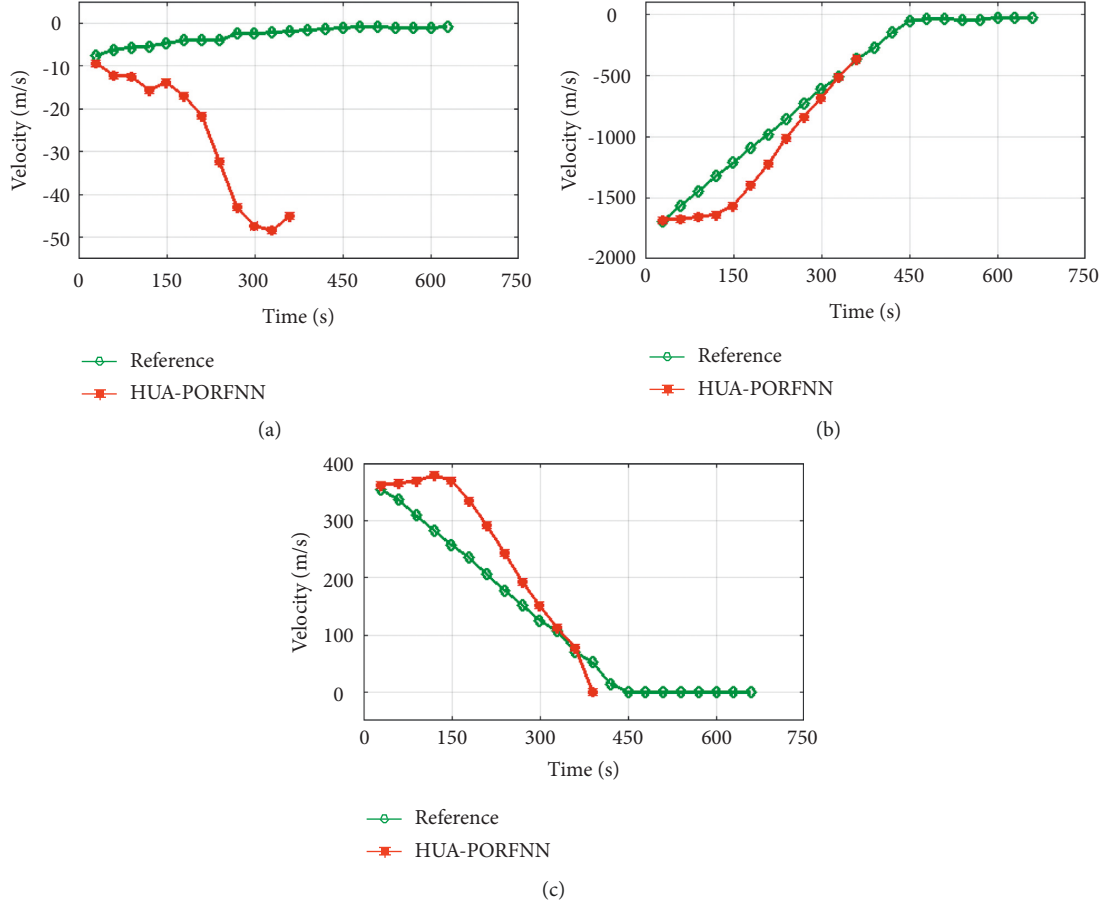 0
-10
-20
-30
-40
-50
Velocity (m/s)
0 150 300 450 600 750
Time (s)
Reference
HUA-PORFNN
(a)
0
-500
-1000
-1500
-2000
Velocity (m/s)
0 150 300 450 600 750
Time (s)
Reference
HUA-PORFNN
(b)
400
300
200
100
0
Velocity (m/s)
0 150 300 450 600 750
Time (s)
Reference
HUA-PORFNN
(c)